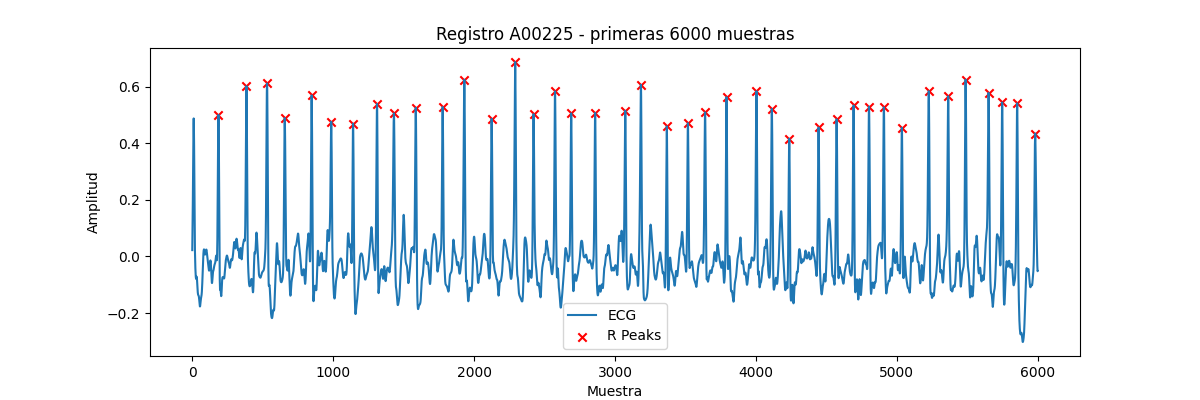 Registro A00225 - primeras 6000 muestras
Amplitud
0.6
0.4
0.2
0.0
−0.2
ECG
R Peaks
0 1000 2000 3000 4000 5000 6000
Muestra